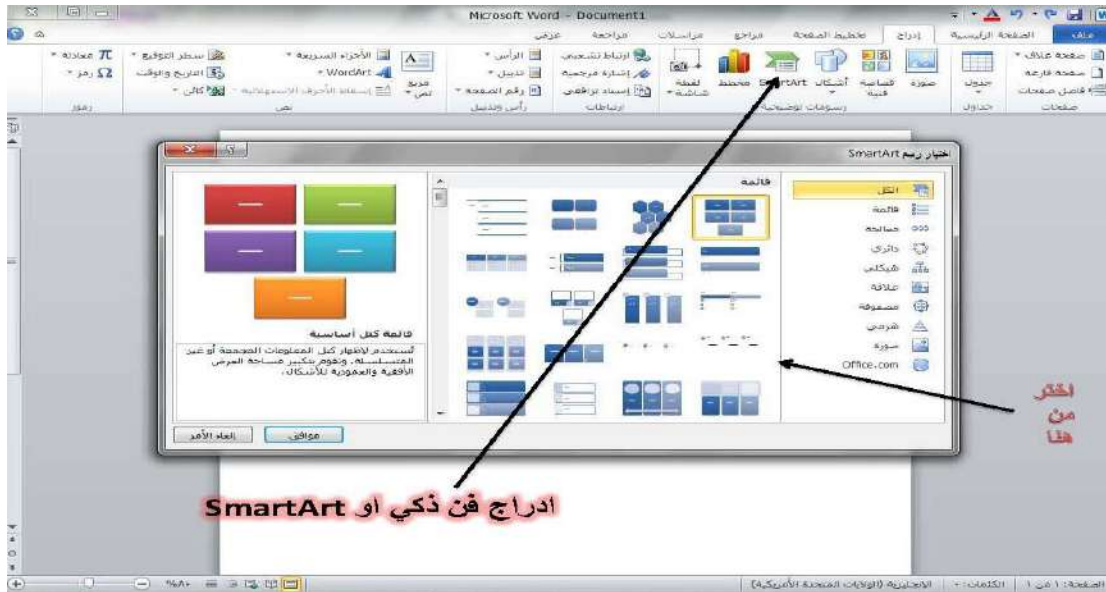 Microsoft Word - Document1
ملف
الصفحة الرئيسية
إدراج
تخطيط الصفحة
مراجع
مراسلات
مراجعة
عرض
صفحة غلاف
صفحة فارغة
فاصل صفحات
صفحات
جدول
جداول
صورة
قصاصة فنية
أشكال
SmartArt
مخطط
لقطة شاشة
رسومات توضيحية
ارتباط تشعبي
إشارة مرجعية
إسناد ترافقي
ارتباطات
الرأس
تذييل
رقم الصفحة
رأس وتذييل
مربع نص
الأجزاء السريعة
WordArt
إسقاط الأحرف الاستهلالية
نص
سطر التوقيع
التاريخ والوقت
كائن
π معادلة
Ω رمز
رموز
اختيار رسم SmartArt
الكل
قائمة
معالجة
دائري
هيكلي
علاقة
مصفوفة
هرمي
صورة
Office.com
قائمة
قائمة كتل أساسية
تُستخدم لإظهار كتل المعلومات المجمعة أو غير
المتسلسلة. وتقوم بتكبير مساحة العرض
الأفقية والعمودية للأشكال.
موافق
إلغاء الأمر
اختر
من
هنا
ادراج فن ذكي او SmartArt
الصفحة: ١ من ١
الكلمات: ٠
الإنجليزية (الولايات المتحدة الأمريكية)